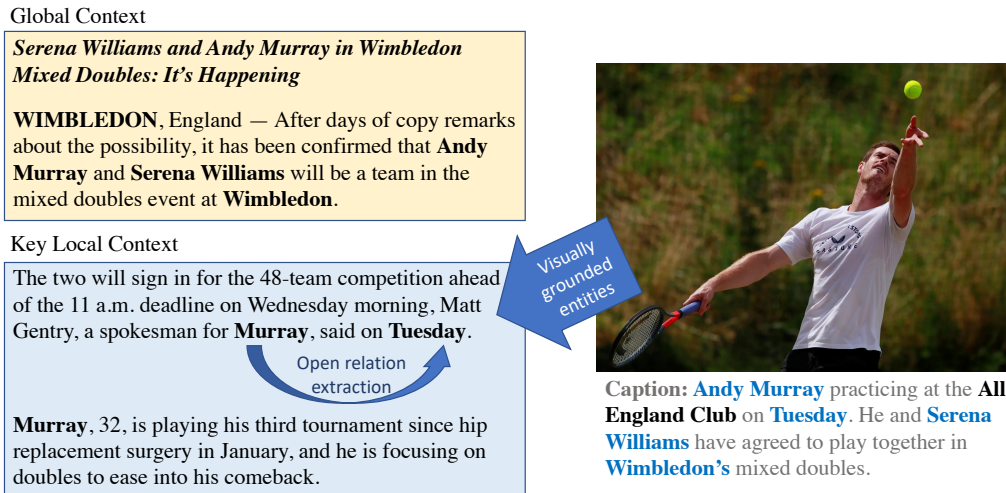 Global Context
Serena Williams and Andy Murray in Wimbledon
Mixed Doubles: It's Happening
WIMBLEDON, England — After days of copy remarks
about the possibility, it has been confirmed that Andy
Murray and Serena Williams will be a team in the
mixed doubles event at Wimbledon.
Key Local Context
The two will sign in for the 48-team competition ahead
of the 11 a.m. deadline on Wednesday morning, Matt
Gentry, a spokesman for Murray, said on Tuesday.
Open relation
extraction
Murray, 32, is playing his third tournament since hip
replacement surgery in January, and he is focusing on
doubles to ease into his comeback.
Visually
grounded
entities
Caption: Andy Murray practicing at the All
England Club on Tuesday. He and Serena
Williams have agreed to play together in
Wimbledon's mixed doubles.